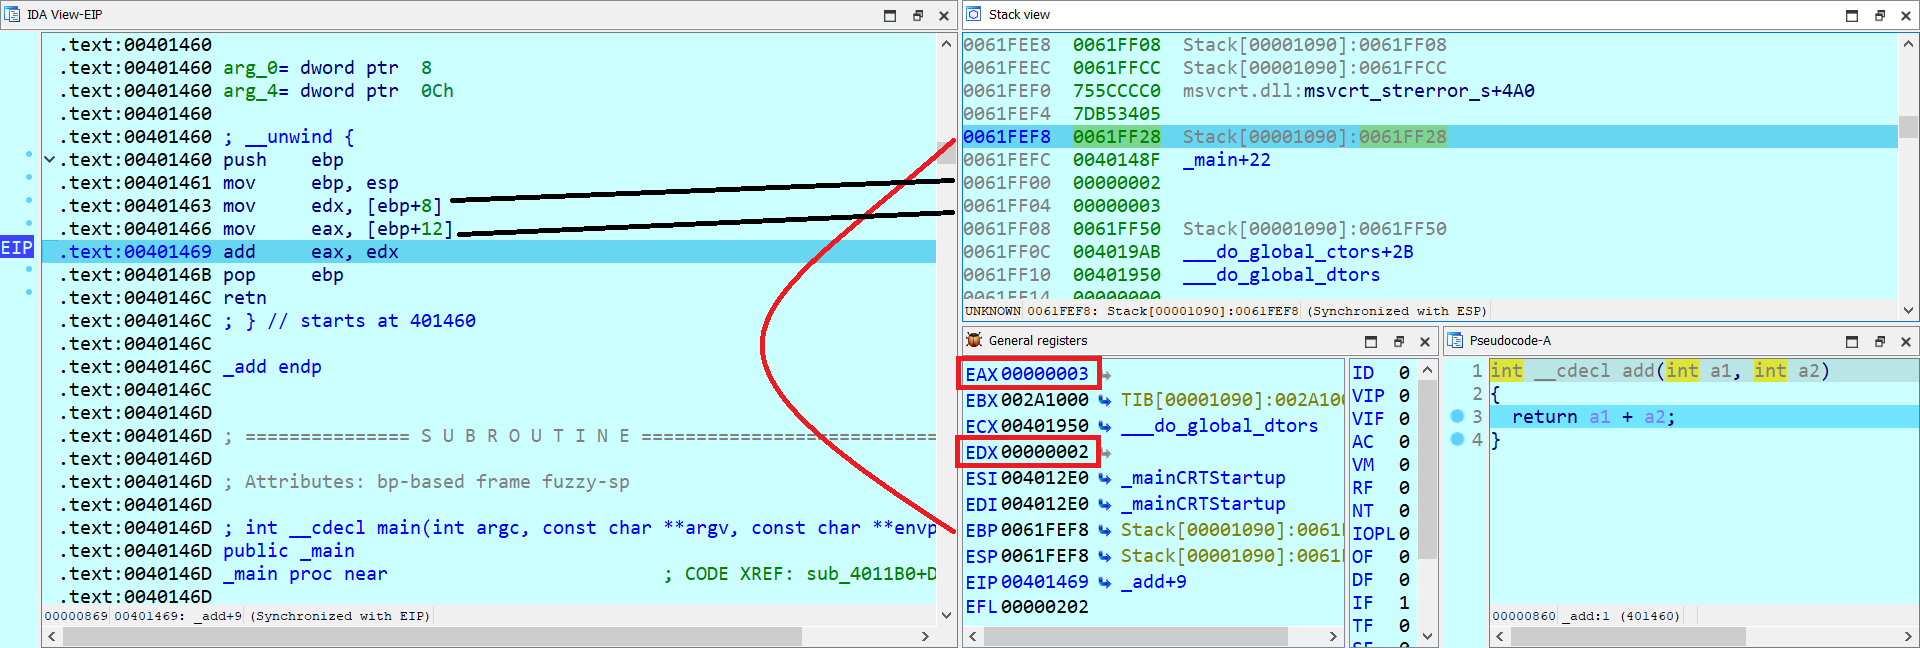 IDA View-EIP
.text:00401460
.text:00401460 arg_0= dword ptr  8
.text:00401460 arg_4= dword ptr  0Ch
.text:00401460
.text:00401460 ; __unwind {
.text:00401460 push    ebp
.text:00401461 mov     ebp, esp
.text:00401463 mov     edx, [ebp+8]
.text:00401466 mov     eax, [ebp+12]
EIP .text:00401469 add     eax, edx
.text:0040146B pop     ebp
.text:0040146C retn
.text:0040146C ; } // starts at 401460
.text:0040146C
.text:0040146C _add endp
.text:0040146C
.text:0040146D
.text:0040146D ; =============== S U B R O U T I N E ===========================
.text:0040146D
.text:0040146D ; Attributes: bp-based frame fuzzy-sp
.text:0040146D
.text:0040146D ; int __cdecl main(int argc, const char **argv, const char **envp
.text:0040146D public _main
.text:0040146D _main proc near                 ; CODE XREF: sub_4011B0+D
.text:0040146D
00000869 00401469: _add+9 (Synchronized with EIP)
Stack view
0061FEE8 0061FF08 Stack[00001090]:0061FF08
0061FEEC 0061FFCC Stack[00001090]:0061FFCC
0061FEF0 755CCCC0 msvcrt.dll:msvcrt_strerror_s+4A0
0061FEF4 7DB53405
0061FEF8 0061FF28 Stack[00001090]:0061FF28
0061FEFC 0040148F _main+22
0061FF00 00000002
0061FF04 00000003
0061FF08 0061FF50 Stack[00001090]:0061FF50
0061FF0C 004019AB ___do_global_ctors+2B
0061FF10 00401950 ___do_global_dtors
0061FF14 00000000
UNKNOWN 0061FEF8: Stack[00001090]:0061FEF8 (Synchronized with ESP)
General registers
EAX 00000003
EBX 002A1000 TIB[00001090]:002A100
ECX 00401950 ___do_global_dtors
EDX 00000002
ESI 004012E0 _mainCRTStartup
EDI 004012E0 _mainCRTStartup
EBP 0061FEF8 Stack[00001090]:0061
ESP 0061FEF8 Stack[00001090]:0061
EIP 00401469 _add+9
EFL 00000202
ID 0
VIP 0
VIF 0
AC 0
VM 0
RF 0
NT 0
IOPL 0
OF 0
DF 0
IF 1
TF 0
Pseudocode-A
1 int __cdecl add(int a1, int a2)
2 {
3   return a1 + a2;
4 }
00000860 _add:1 (401460)